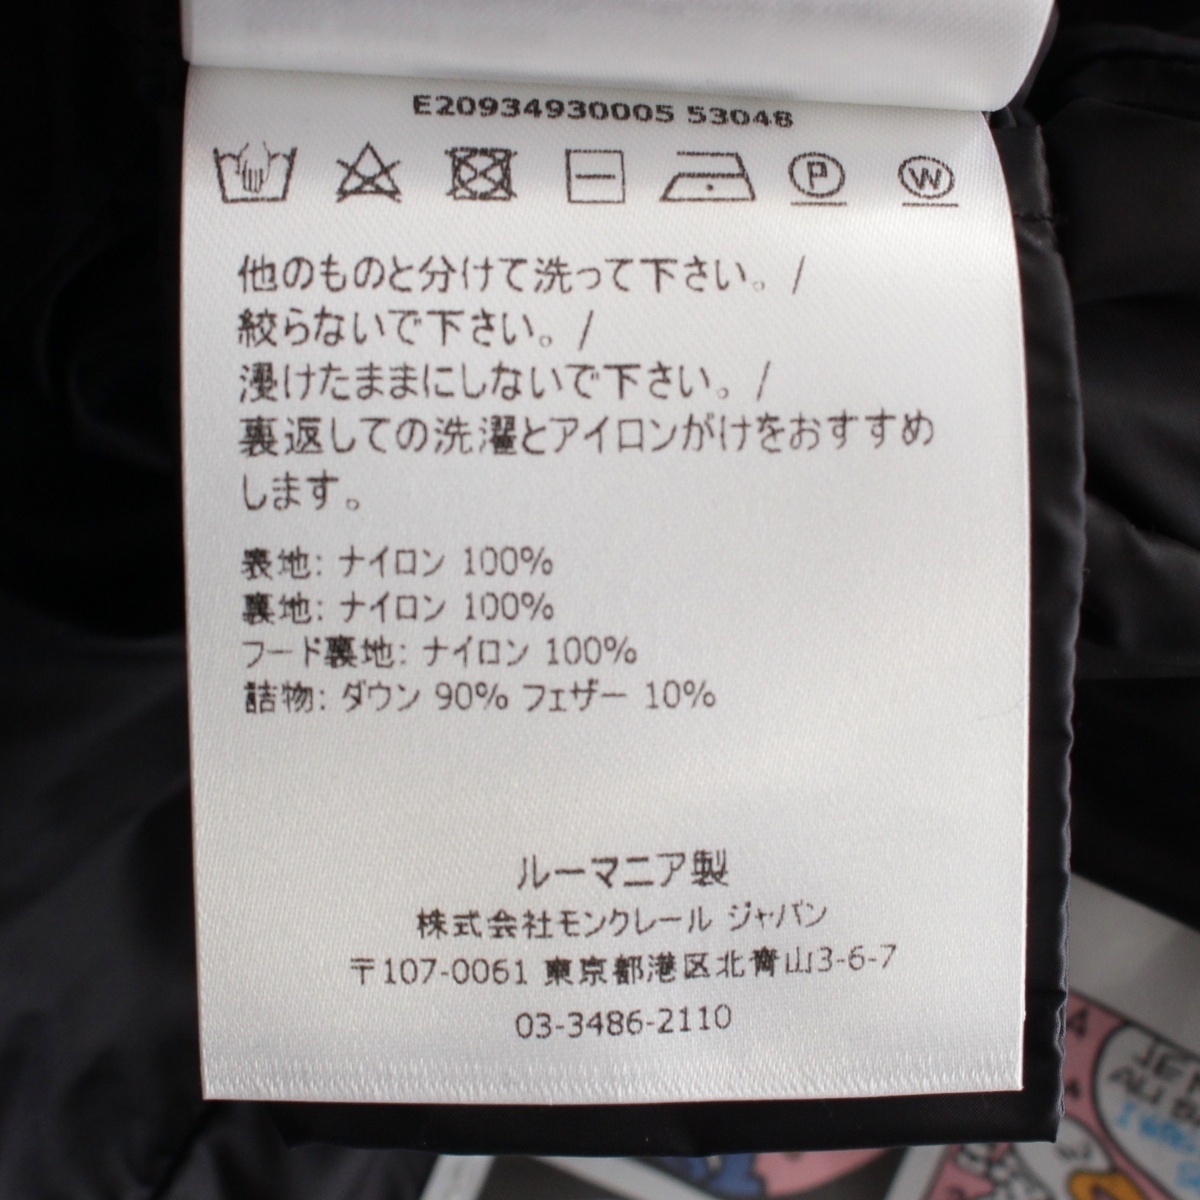 E20934930005 53048
P W
他のものと分けて洗って下さい。/
絞らないで下さい。/
浸けたままにしないで下さい。/
裏返しての洗濯とアイロンがけをおすすめ
します。
表地: ナイロン 100%
裏地: ナイロン 100%
フード裏地: ナイロン 100%
詰物: ダウン 90% フェザー 10%
ルーマニア製
株式会社モンクレール ジャパン
〒107-0061 東京都港区北青山3-6-7
03-3486-2110